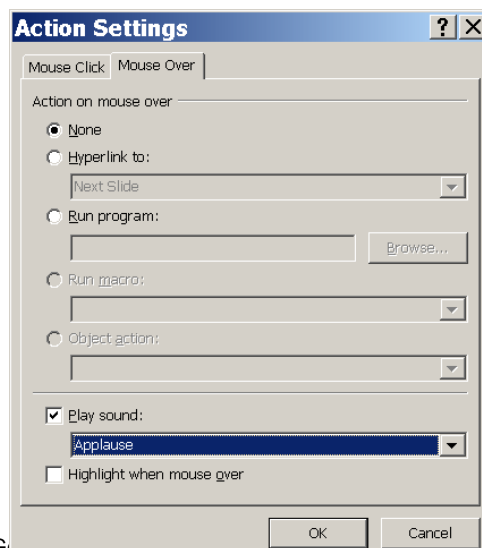 Action Settings
Mouse Click Mouse Over
Action on mouse over
None
Hyperlink to:
Next Slide
Run program:
Browse...
Run macro:
Object action:
Play sound:
Applause
Highlight when mouse over
OK Cancel